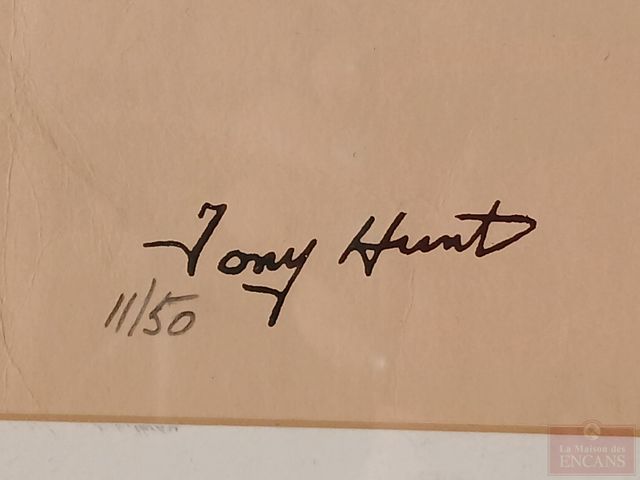 Tony Hunt
11/50
La Maison des
ENCANS